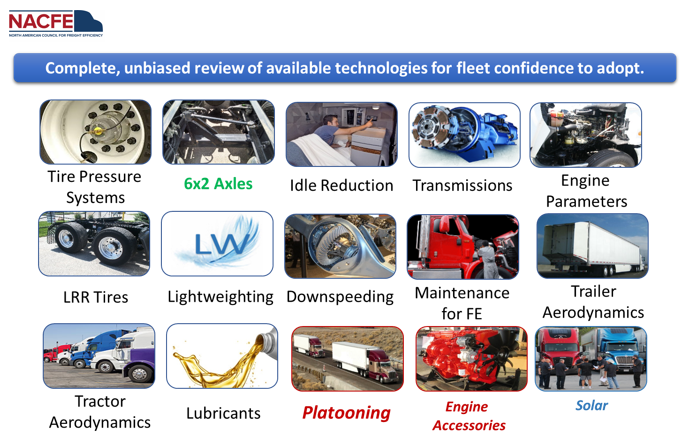 NACFE
NORTH AMERICAN COUNCIL FOR FREIGHT EFFICIENCY
Complete, unbiased review of available technologies for fleet confidence to adopt.
Tire Pressure
Systems
6x2 Axles
Idle Reduction
Transmissions
Engine
Parameters
LW
LRR Tires
Lightweighting
Downspeeding
Maintenance
for FE
Trailer
Aerodynamics
Tractor
Aerodynamics
Lubricants
Platooning
Engine
Accessories
Solar